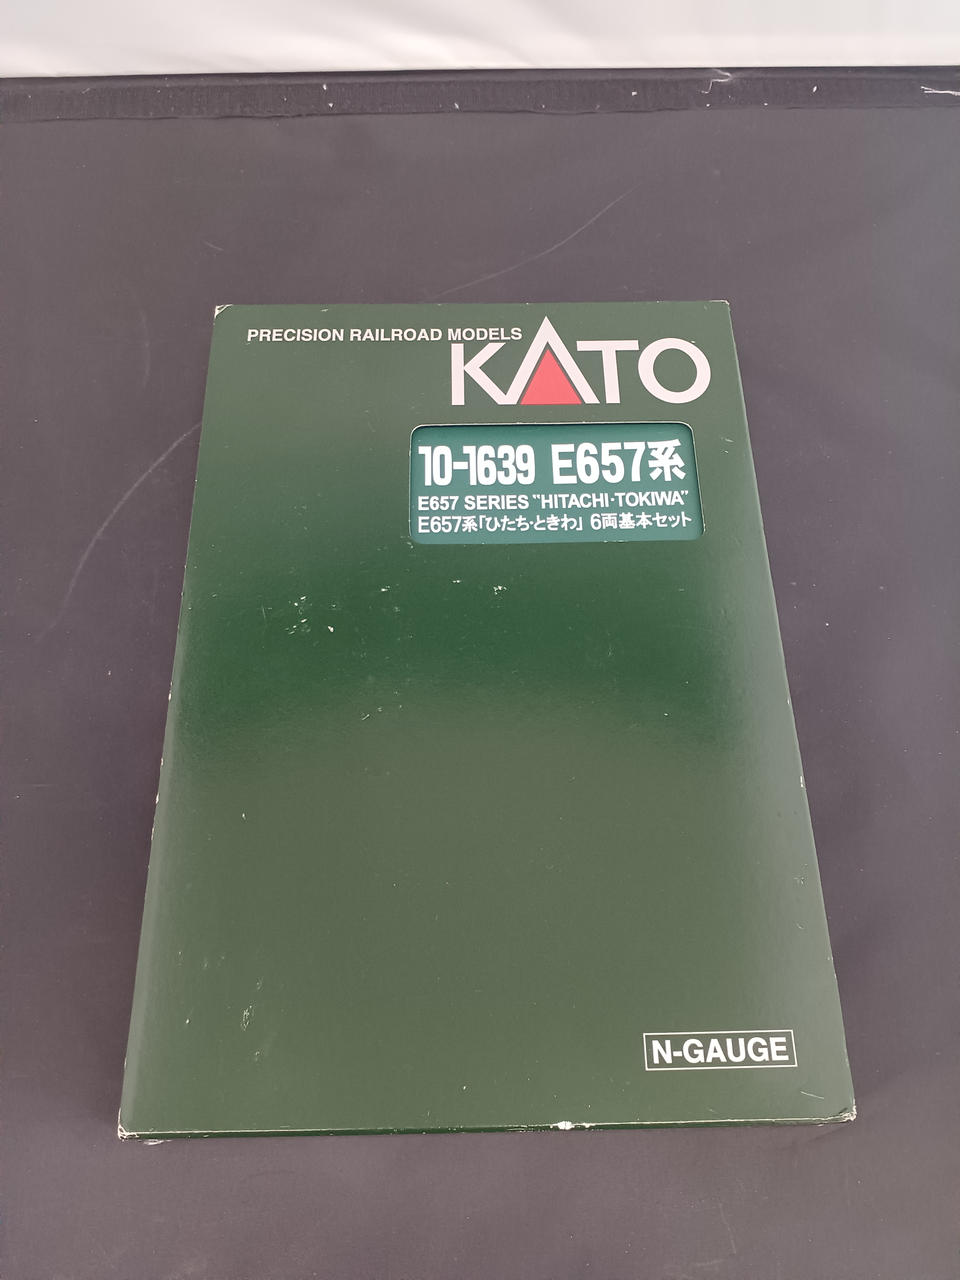 PRECISION RAILROAD MODELS
KATO
10-1639 E657系
E657 SERIES "HITACHI·TOKIWA"
E657系「ひたち·ときわ」 6両基本セット
N-GAUGE